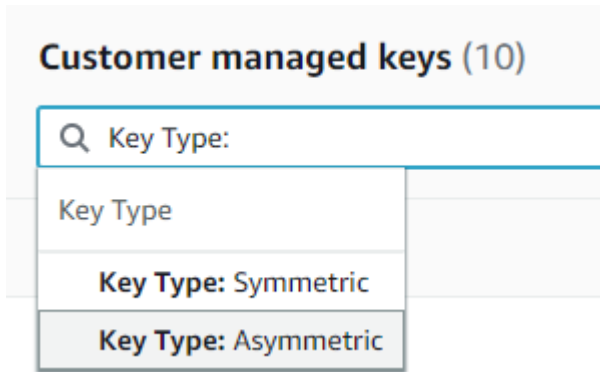 Customer managed keys (10)
Key Type:
Key Type
Key Type: Symmetric
Key Type: Asymmetric